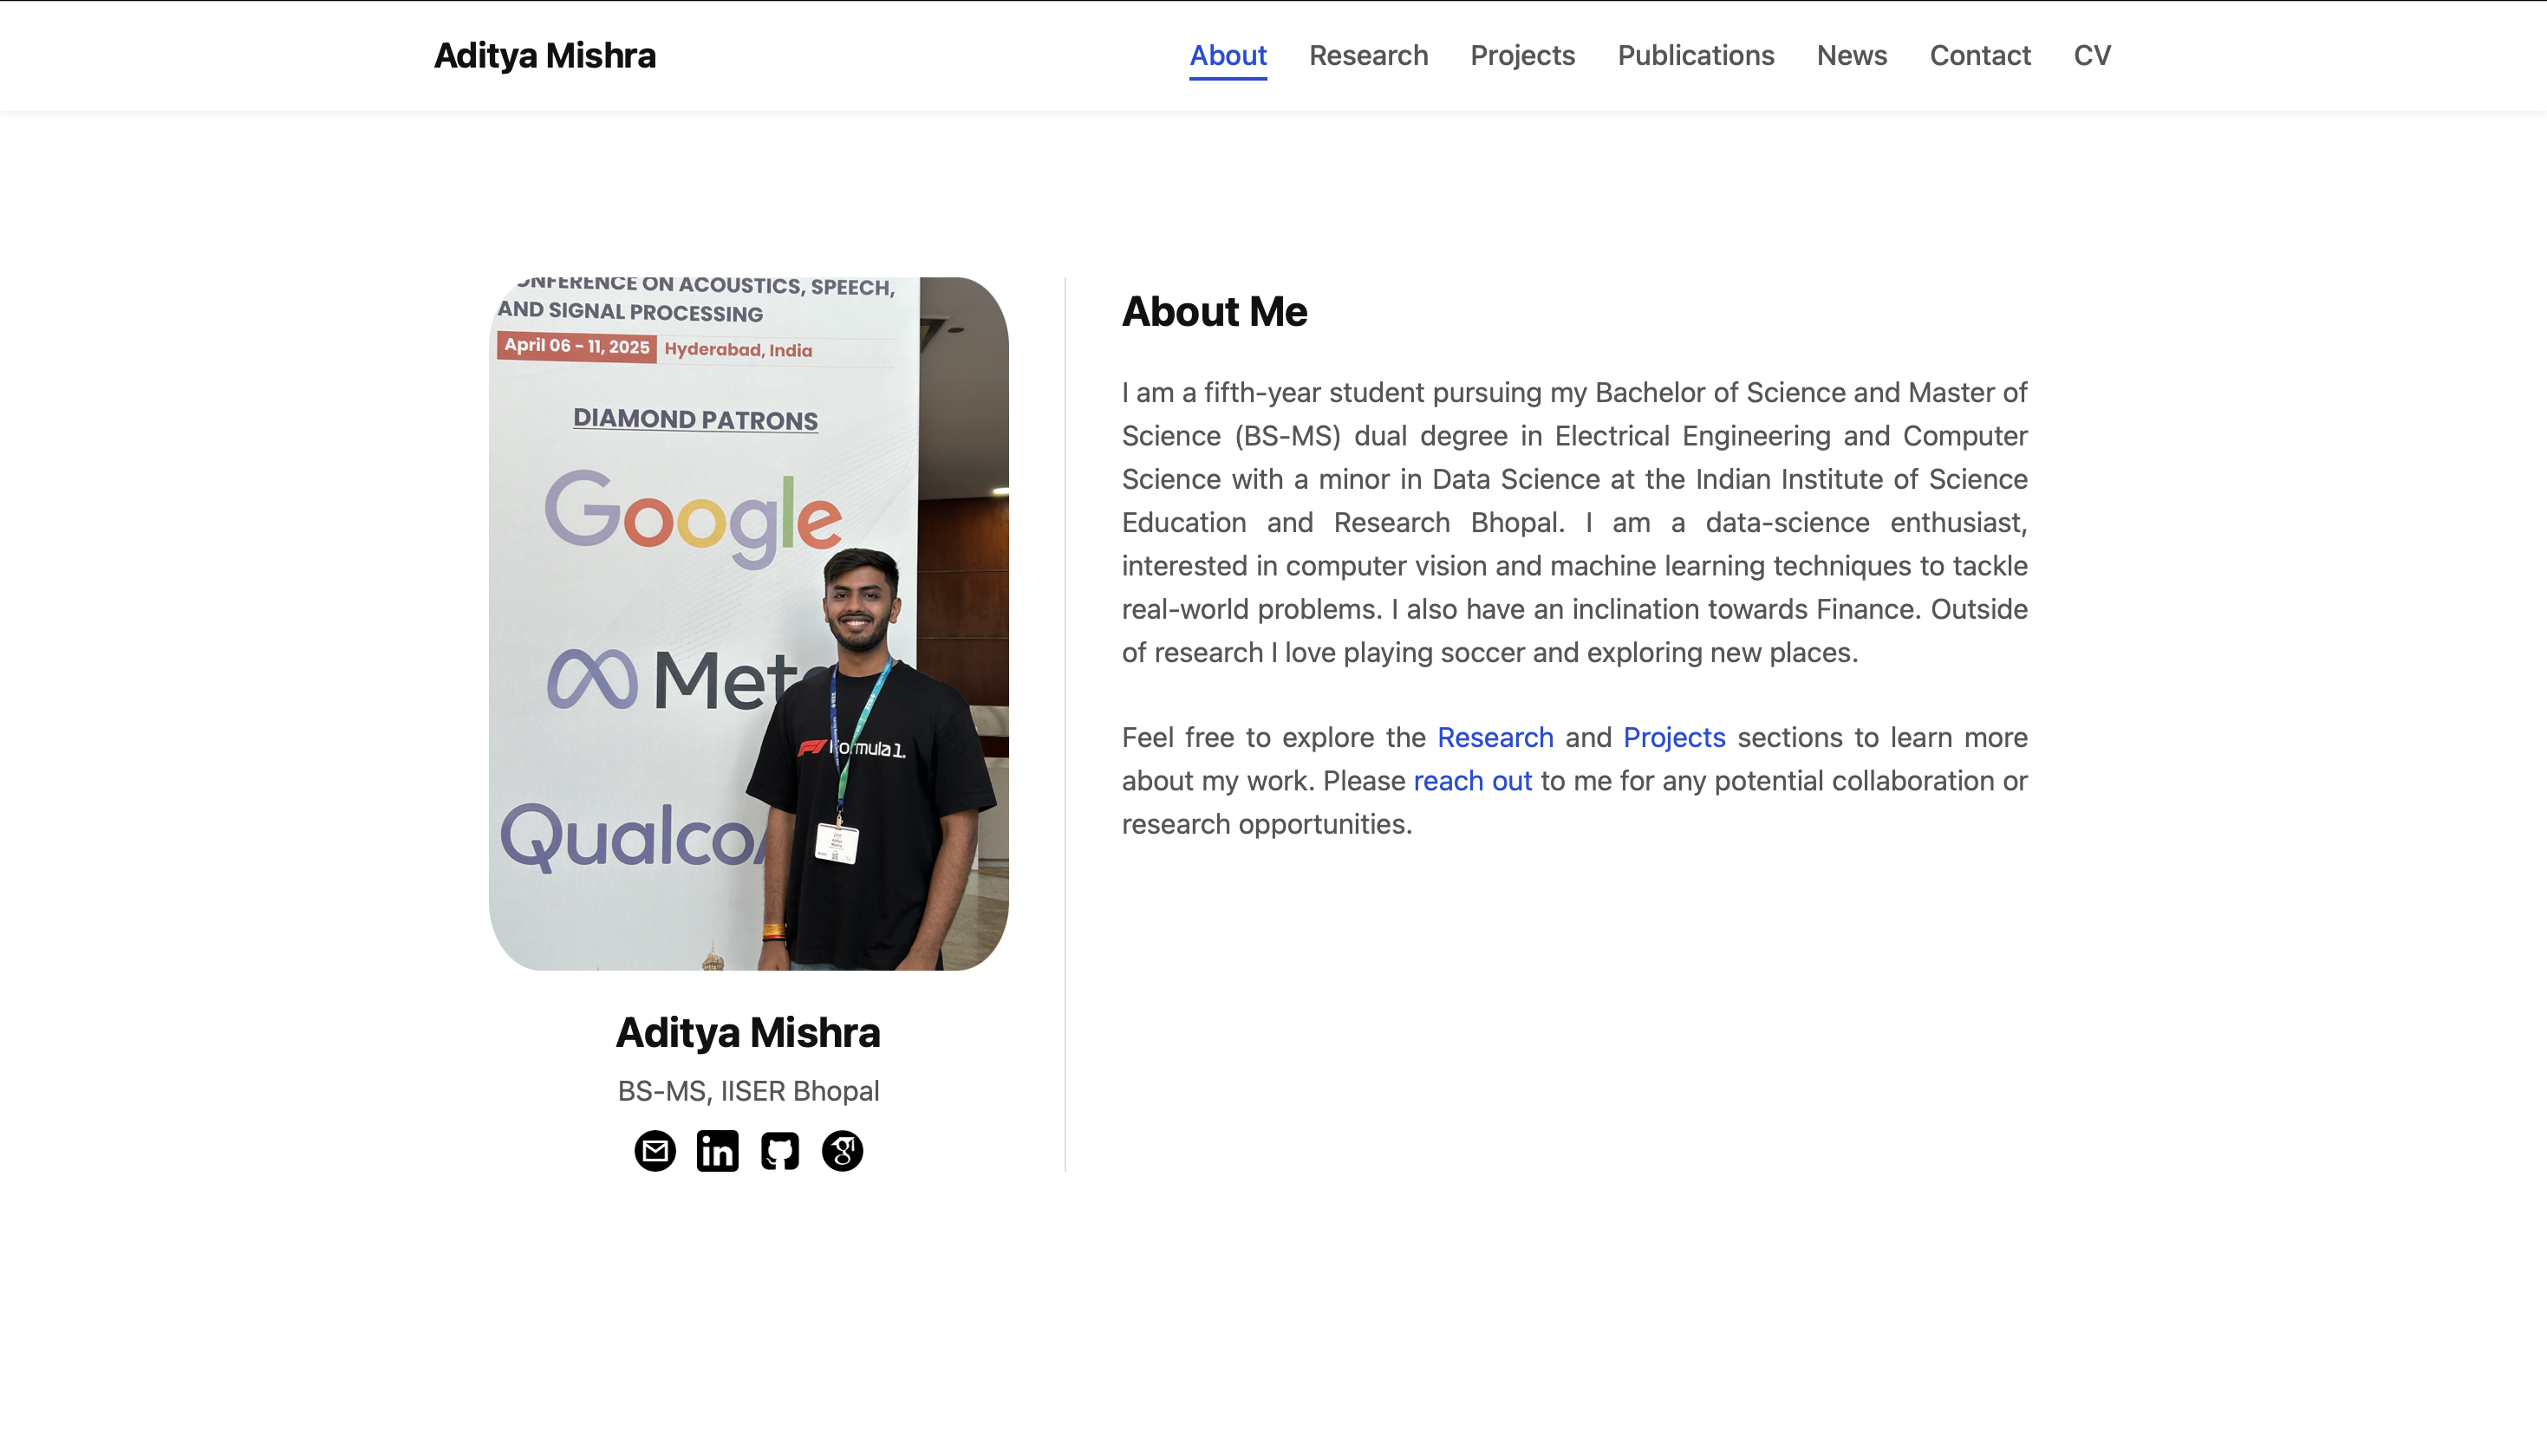 Aditya Mishra
About Research Projects Publications News Contact CV
CONFERENCE ON ACOUSTICS, SPEECH,
AND SIGNAL PROCESSING
April 06 - 11, 2025 Hyderabad, India
DIAMOND PATRONS
Google
Met
Qualco
F1 Formula 1.
Aditya Mishra
BS-MS, IISER Bhopal
in
About Me
I am a fifth-year student pursuing my Bachelor of Science and Master of
Science (BS-MS) dual degree in Electrical Engineering and Computer
Science with a minor in Data Science at the Indian Institute of Science
Education and Research Bhopal. I am a data-science enthusiast,
interested in computer vision and machine learning techniques to tackle
real-world problems. I also have an inclination towards Finance. Outside
of research I love playing soccer and exploring new places.
Feel free to explore the Research and Projects sections to learn more
about my work. Please reach out to me for any potential collaboration or
research opportunities.